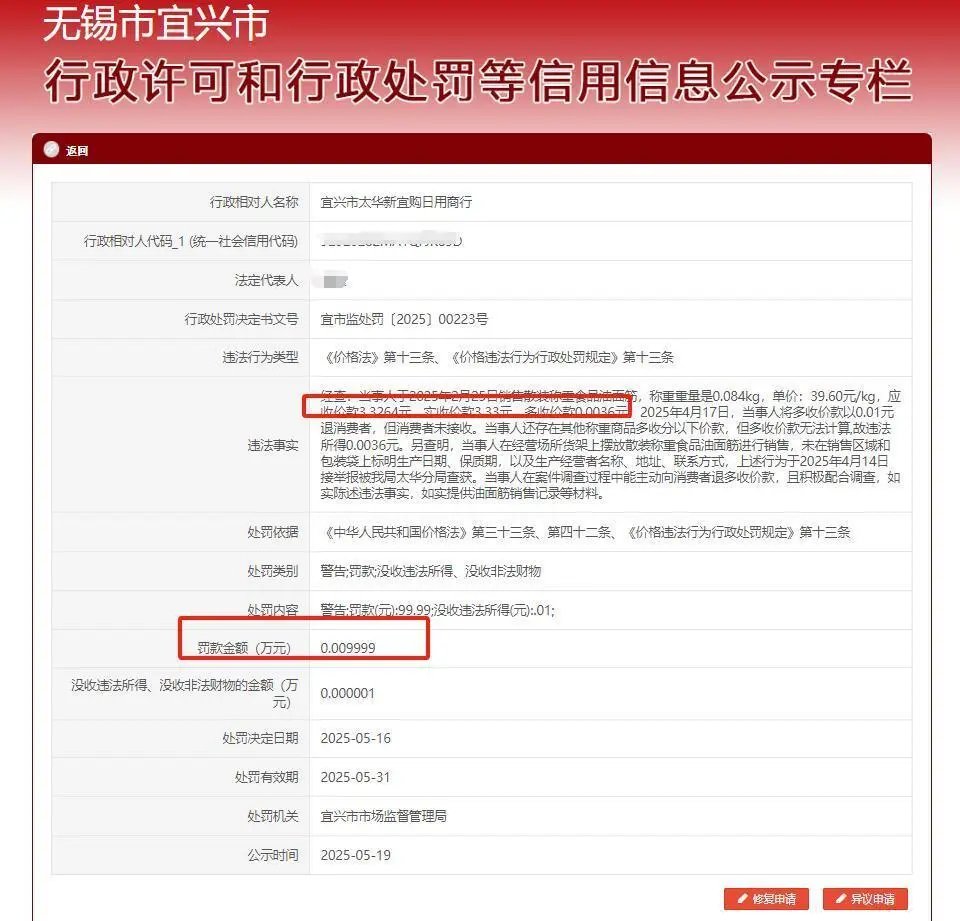 无锡市宜兴市
行政许可和行政处罚等信用信息公示专栏
返回
行政相对人名称 宜兴市太华新宜购日用商行
行政相对人代码_1 (统一社会信用代码)
法定代表人
行政处罚决定书文号 宜市监处罚〔2025〕00223号
违法行为类型 《价格法》第十三条、《价格违法行为行政处罚规定》第十三条
违法事实
经查：当事人于2025年2月25日销售散装称重食品油面筋，称重重量是0.084kg，单价：39.60元/kg，应
收价款3.3264元，实收价款3.33元，多收价款0.0036元。2025年4月17日，当事人将多收价款以0.01元
退消费者，但消费者未接收。当事人还存在其他称重商品多收分以下价款，但多收价款无法计算,故违法
所得0.0036元。另查明，当事人在经营场所货架上摆放散装称重食品油面筋进行销售，未在销售区域和
包装袋上标明生产日期、保质期，以及生产经营者名称、地址、联系方式，上述行为于2025年4月14日
接举报被我局太华分局查获。当事人在案件调查过程中能主动向消费者退多收价款，且积极配合调查，如
实陈述违法事实，如实提供油面筋销售记录等材料。
处罚依据 《中华人民共和国价格法》第三十三条、第四十二条、《价格违法行为行政处罚规定》第十三条
处罚类别 警告;罚款;没收违法所得、没收非法财物
处罚内容 警告;罚款(元):99.99;没收违法所得(元):.01;
罚款金额（万元） 0.009999
没收违法所得、没收非法财物的金额（万
元） 0.000001
处罚决定日期 2025-05-16
处罚有效期 2025-05-31
处罚机关 宜兴市市场监督管理局
公示时间 2025-05-19
修复申请 异议申请